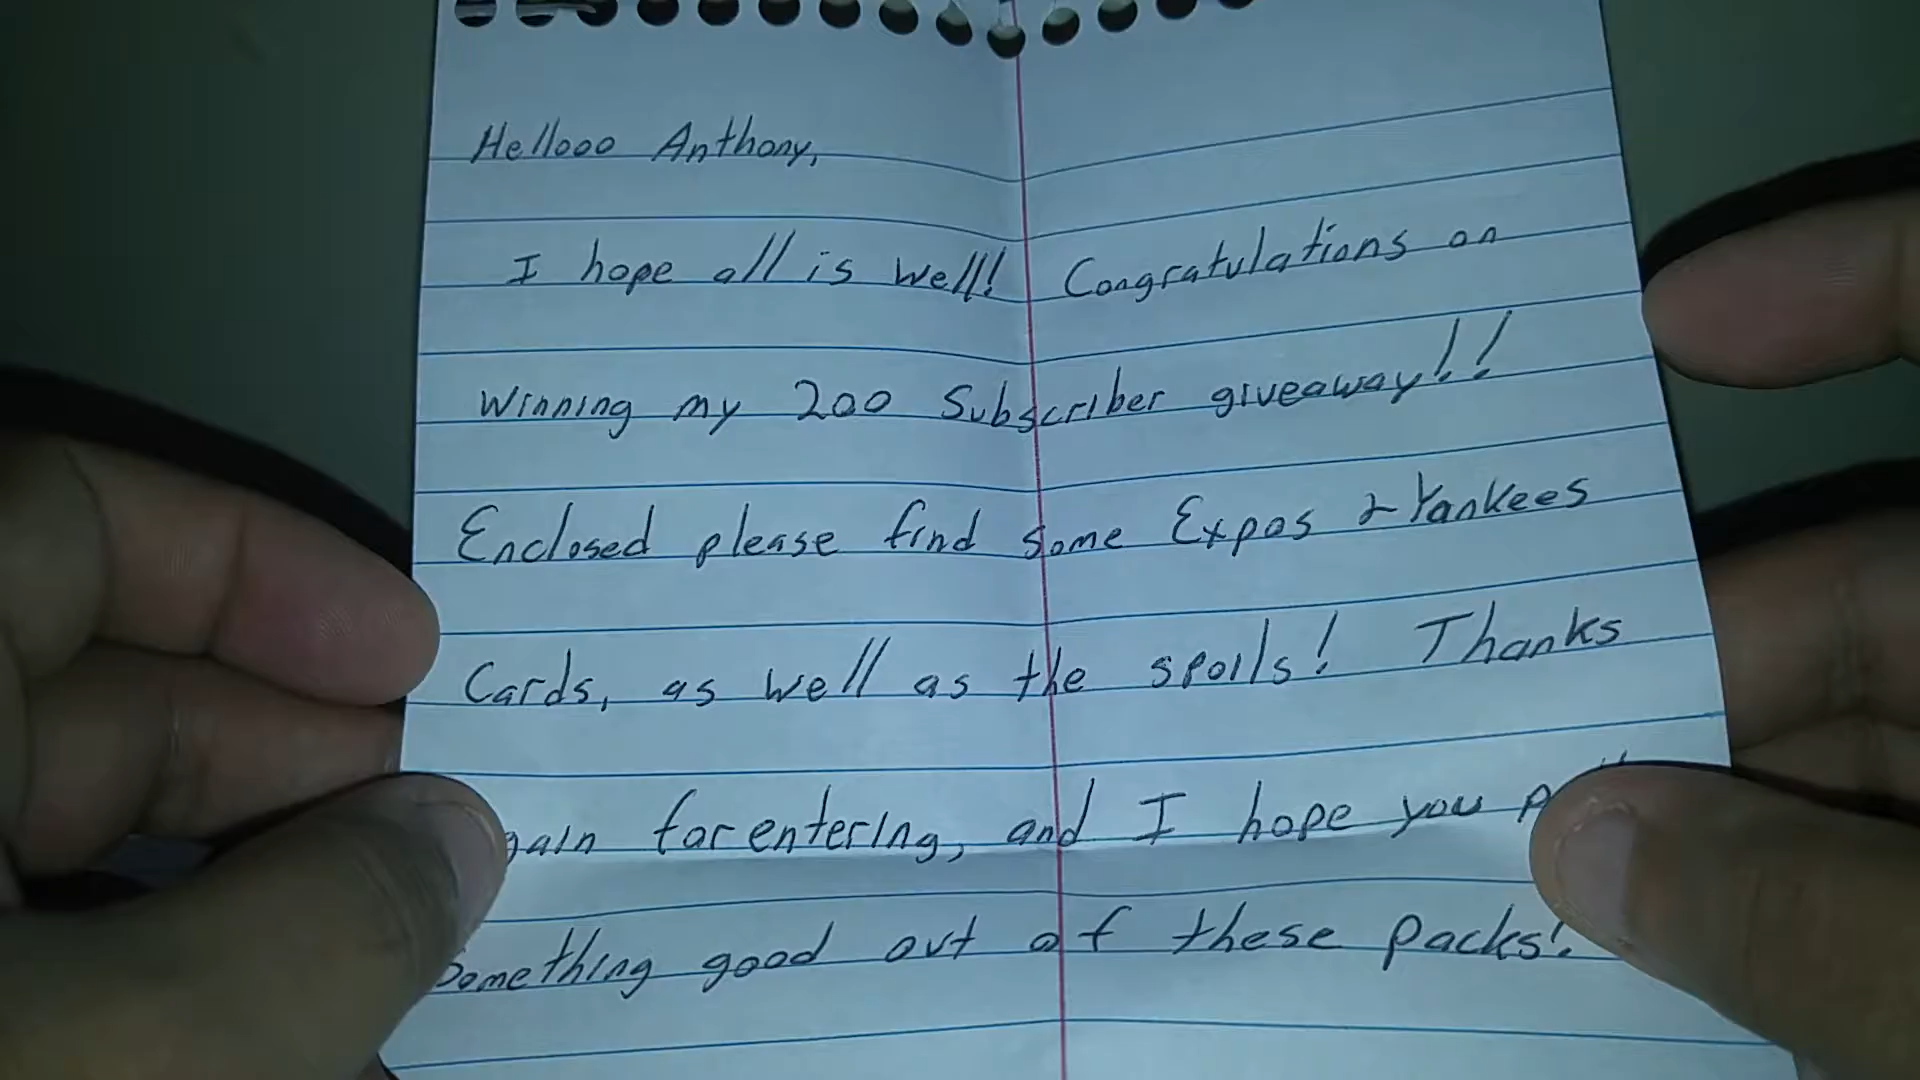 Hellooo Anthony,
I hope all is well! Congratulations on
Winning my 200 Subscriber giveaway!!
Enclosed please find some Expos & Yankees
Cards, as well as the spoils! Thanks
for entering, and I hope you
Something good out of these packs!